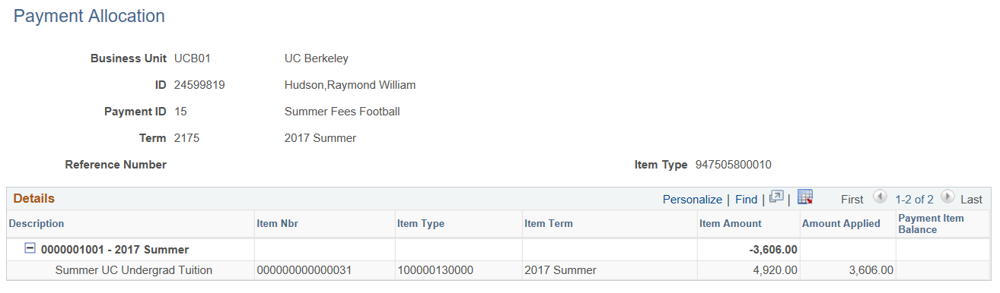 Payment Allocation
Business Unit UCB01 UC Berkeley
ID 24599819 Hudson,Raymond William
Payment ID 15 Summer Fees Football
Term 2175 2017 Summer
Reference Number Item Type 947505800010
Details Personalize | Find | | First 1-2 of 2 Last
Description Item Nbr Item Type Item Term Item Amount Amount Applied Payment Item Balance
0000001001 - 2017 Summer -3,606.00
Summer UC Undergrad Tuition 000000000000031 100000130000 2017 Summer 4,920.00 3,606.00